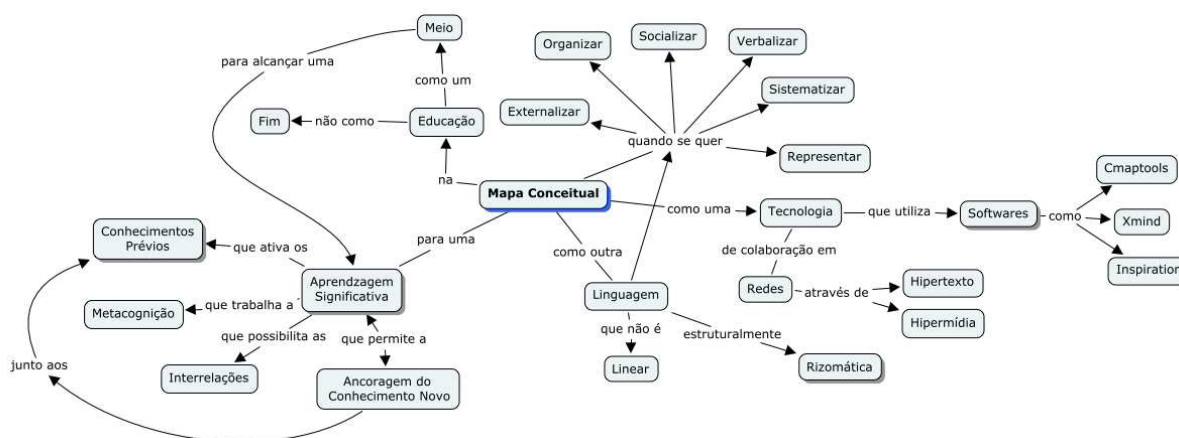 Meio
Organizar
Socializar
Verbalizar
para alcançar uma
como um
Sistematizar
Fim
não como
Educação
Externalizar
quando se quer
Representar
na
Mapa Conceitual
como uma
Tecnologia
que utiliza
Softwares
como
Cmaptools
Xmind
Inspiration
para uma
como outra
de colaboração em
Conhecimentos
Prévios
que ativa os
Aprendzagem
Significativa
Linguagem
Redes
através de
Hipertexto
Hipermídia
Metacognição
que trabalha a
que possibilita as
que permite a
que não é
estruturalmente
junto aos
Interrelações
Ancoragem do
Conhecimento Novo
Linear
Rizomática